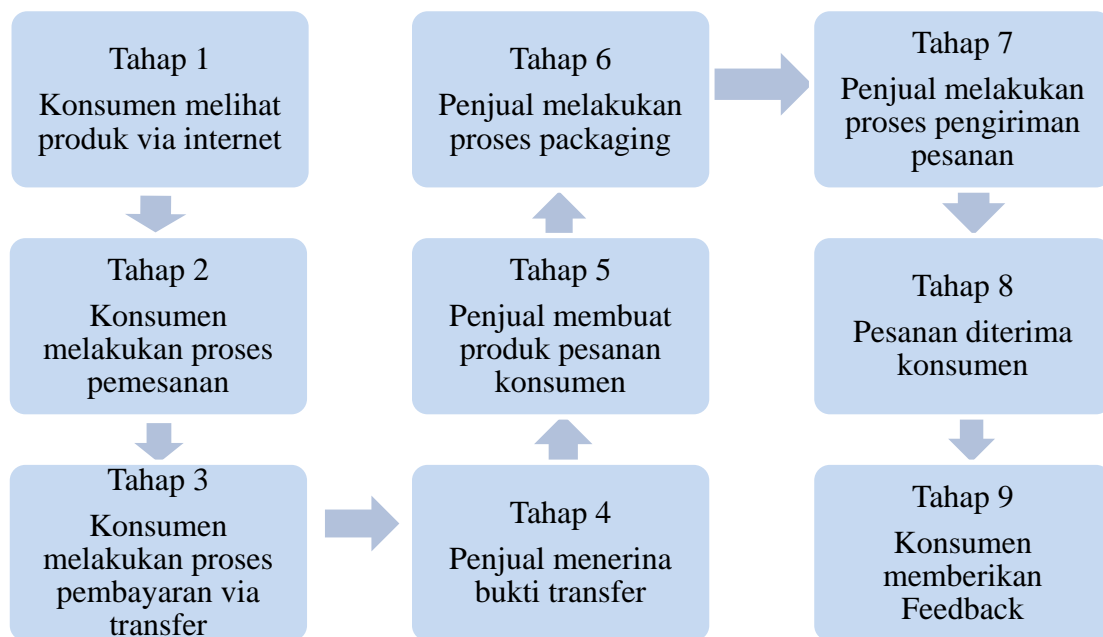 Tahap 1
Konsumen melihat
produk via internet
Tahap 2
Konsumen
melakukan proses
pemesanan
Tahap 3
Konsumen
melakukan proses
pembayaran via
transfer
Tahap 4
Penjual menerina
bukti transfer
Tahap 5
Penjual membuat
produk pesanan
konsumen
Tahap 6
Penjual melakukan
proses packaging
Tahap 7
Penjual melakukan
proses pengiriman
pesanan
Tahap 8
Pesanan diterima
konsumen
Tahap 9
Konsumen
memberikan
Feedback